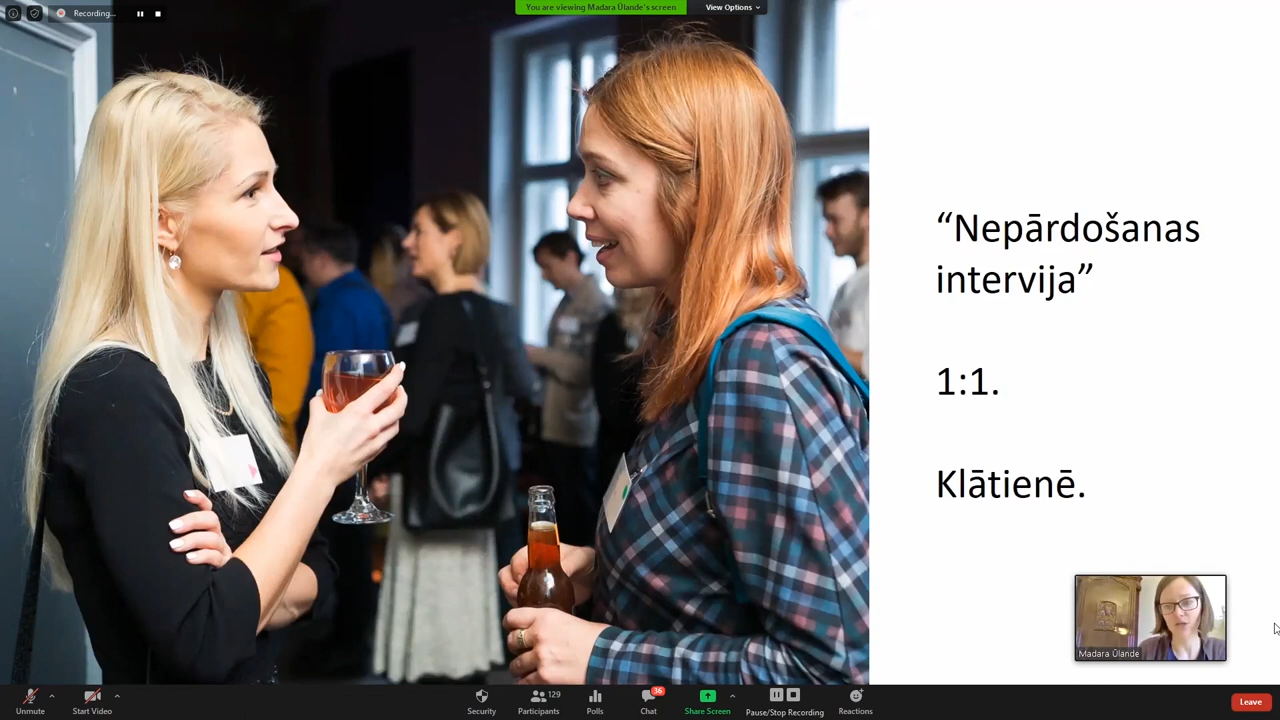 Recording...
You are viewing Madara Ūlande's screen
View Options
“Nepārdošanas
intervija”
1:1.
Klātienē.
Madara Ūlande
Unmute
Start Video
Security
129
Participants
Polls
36
Chat
Share Screen
Pause/Stop Recording
Reactions
Leave